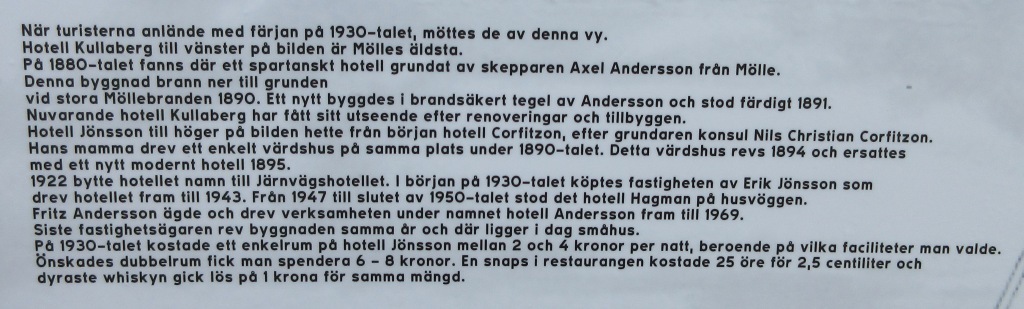 När turisterna anlände med färjan på 1930-talet, möttes de av denna vy.
Hotell Kullaberg till vänster på bilden är Mölles äldsta.
På 1880-talet fanns där ett spartanskt hotell grundat av skepparen Axel Andersson från Mölle.
Denna byggnad brann ner till grunden
vid stora Möllebranden 1890. Ett nytt byggdes i brandsäkert tegel av Andersson och stod färdigt 1891.
Nuvarande hotell Kullaberg har fått sitt utseende efter renoveringar och tillbyggen.
Hotell Jönsson till höger på bilden hette från början hotell Corfitzon, efter grundaren konsul Nils Christian Corfitzon.
Hans mamma drev ett enkelt värdshus på samma plats under 1890-talet. Detta värdshus revs 1894 och ersattes
med ett nytt modernt hotell 1895.
1922 bytte hotellet namn till Järnvägshotellet. I början på 1930-talet köptes fastigheten av Erik Jönsson som
drev hotellet fram till 1943. Från 1947 till slutet av 1950-talet stod det hotell Hagman på husväggen.
Fritz Andersson ägde och drev verksamheten under namnet hotell Andersson fram till 1969.
Siste fastighetsägaren rev byggnaden samma år och där ligger i dag småhus.
På 1930-talet kostade ett enkelrum på hotell Jönsson mellan 2 och 4 kronor per natt, beroende på vilka faciliteter man valde.
Önskades dubbelrum fick man spendera 6 - 8 kronor. En snaps i restaurangen kostade 25 öre för 2,5 centiliter och
dyraste whiskyn gick lös på 1 krona för samma mängd.